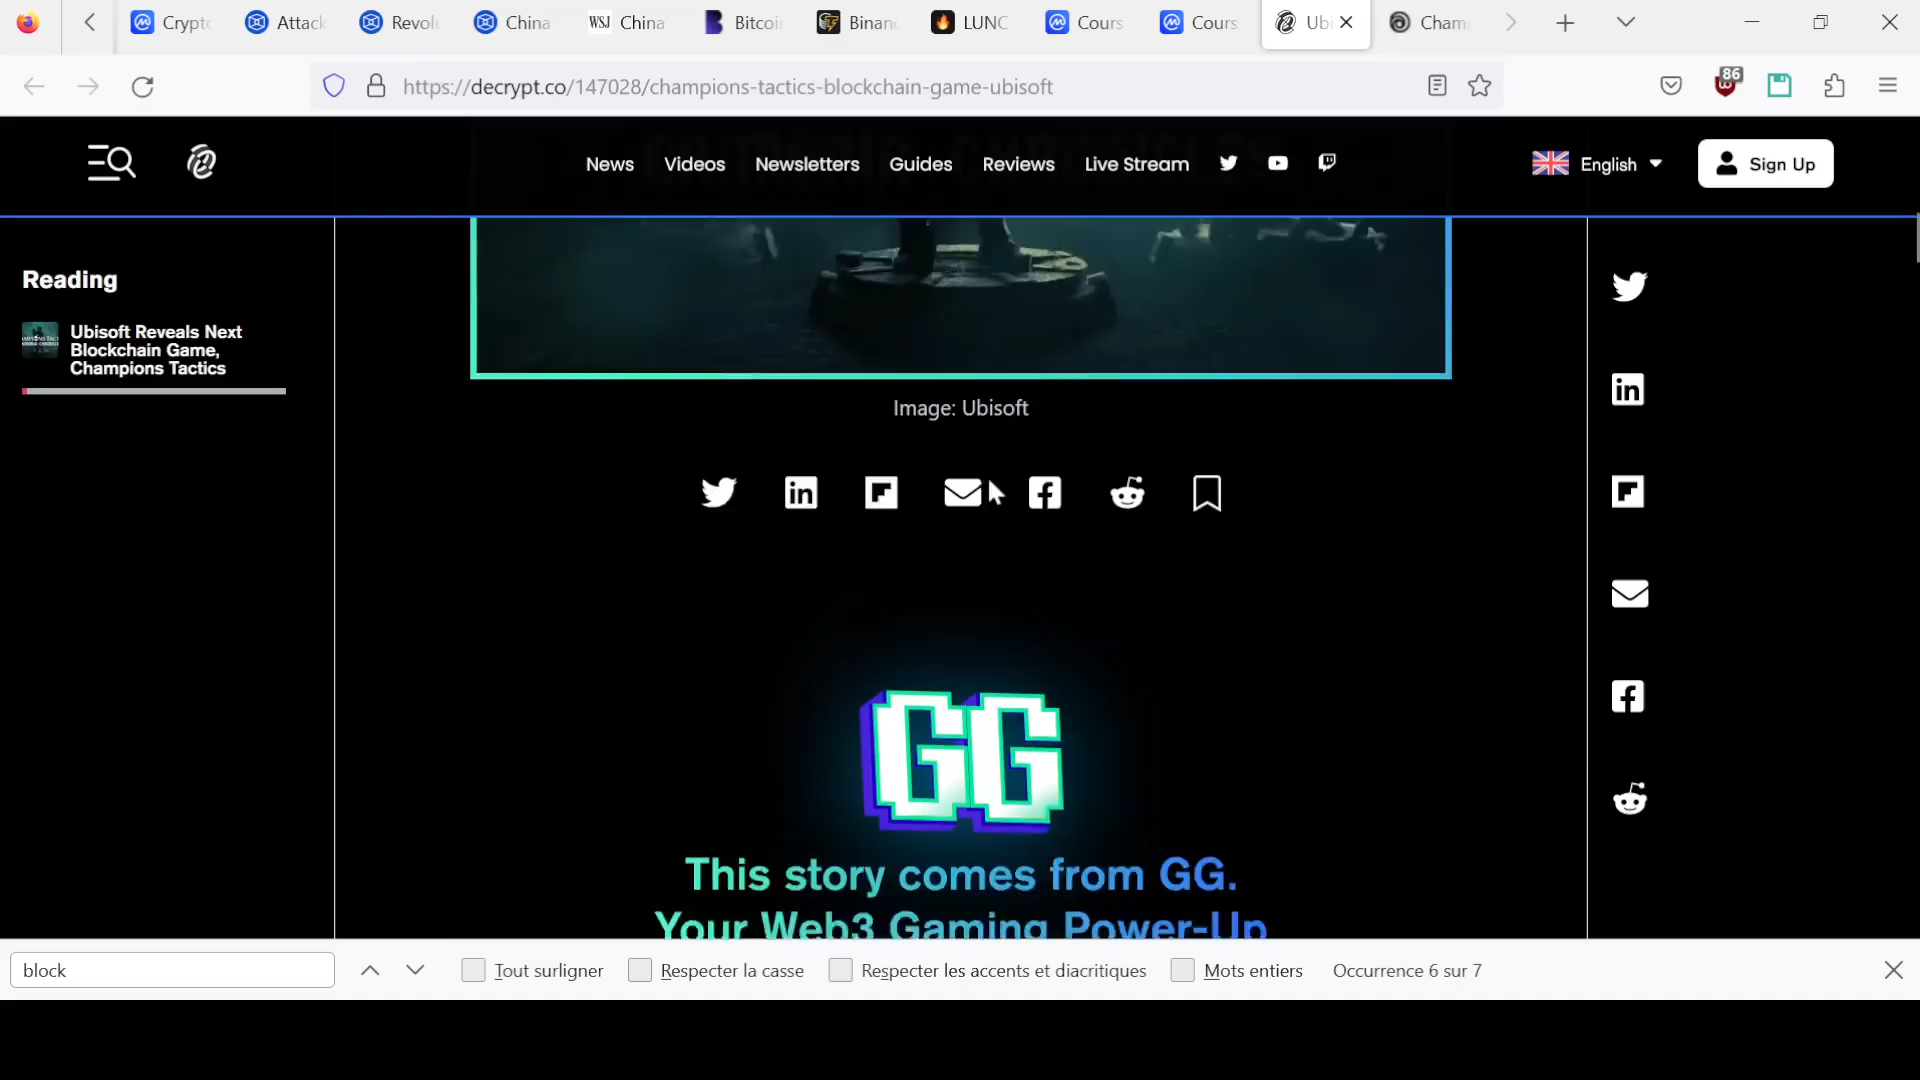 Crypt
Attack
Revol
China
WSJ China
Bitcoi
Binan
LUNC
Cours
Cours
Ubi
Cham
https://decrypt.co/147028/champions-tactics-blockchain-game-ubisoft
86
News Videos Newsletters Guides Reviews Live Stream
English
Sign Up
Reading
Ubisoft Reveals Next
Blockchain Game,
Champions Tactics
Image: Ubisoft
GG
This story comes from GG.
Your Web3 Gaming Power-Up
block
Tout surligner
Respecter la casse
Respecter les accents et diacritiques
Mots entiers
Occurrence 6 sur 7